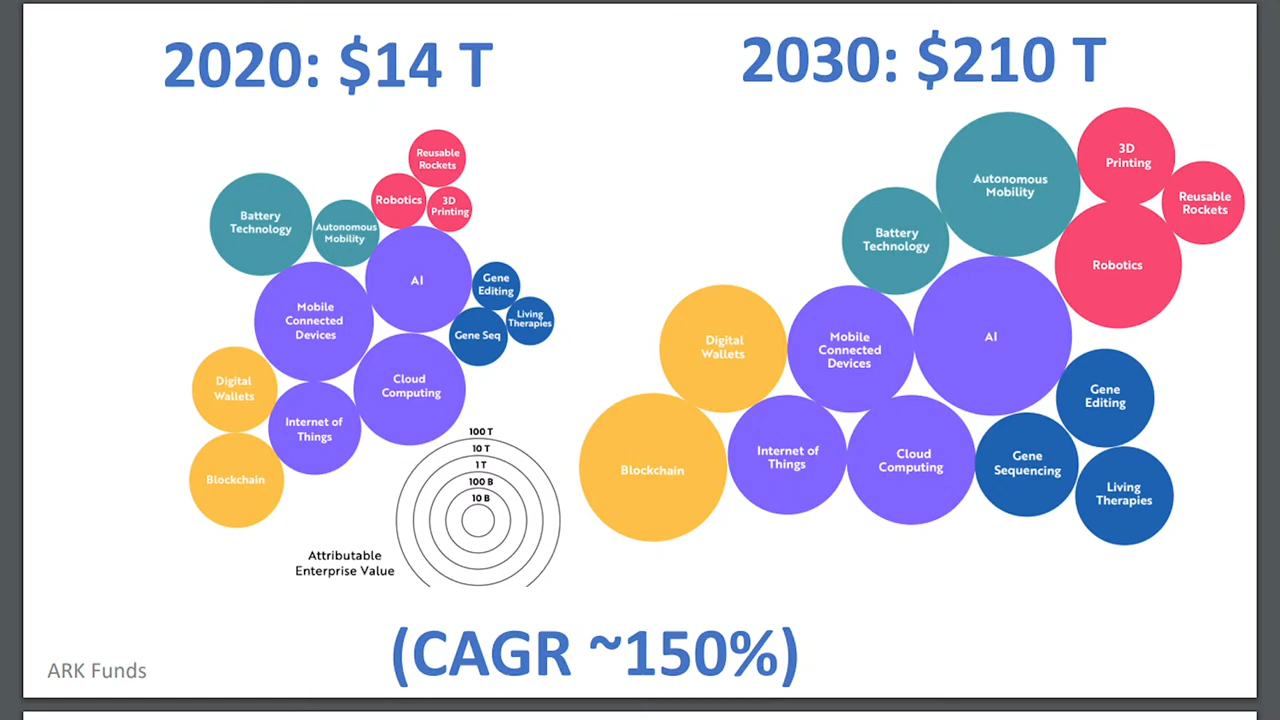 2020: $14 T
2030: $210 T
Reusable
Rockets
Robotics
3D
Printing
Battery
Technology
Autonomous
Mobility
AI
Gene
Editing
Living
Therapies
Gene Seq
Mobile
Connected
Devices
Digital
Wallets
Cloud
Computing
Internet of
Things
Blockchain
100 T
10 T
1 T
100 B
10 B
Attributable
Enterprise Value
3D
Printing
Autonomous
Mobility
Reusable
Rockets
Battery
Technology
Robotics
Digital
Wallets
Mobile
Connected
Devices
AI
Gene
Editing
Blockchain
Internet of
Things
Cloud
Computing
Gene
Sequencing
Living
Therapies
(CAGR ~150%)
ARK Funds